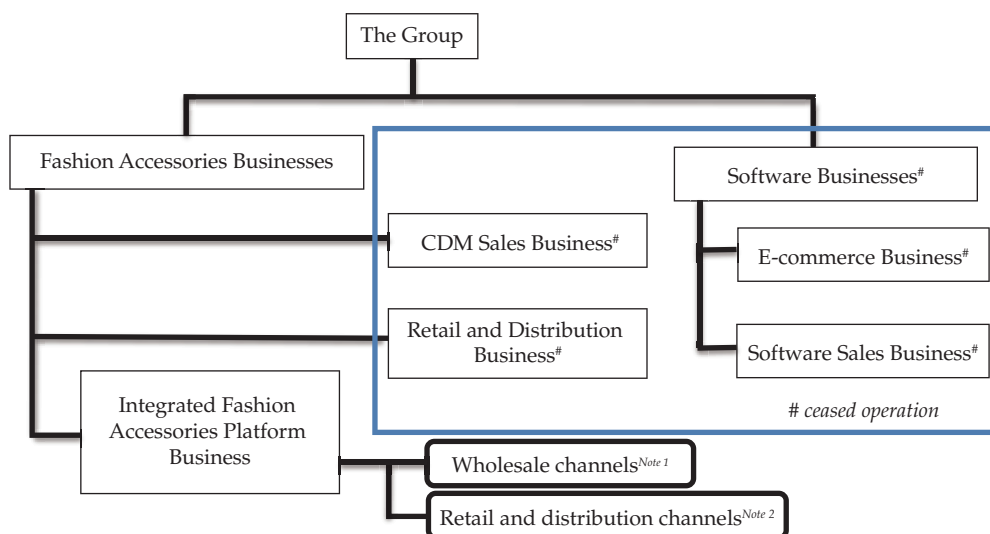 The Group
Fashion Accessories Businesses
Software Businesses#
CDM Sales Business#
E-commerce Business#
Retail and Distribution
Business#
Software Sales Business#
Integrated Fashion
Accessories Platform
Business
# ceased operation
Wholesale channelsNote 1
Retail and distribution channelsNote 2